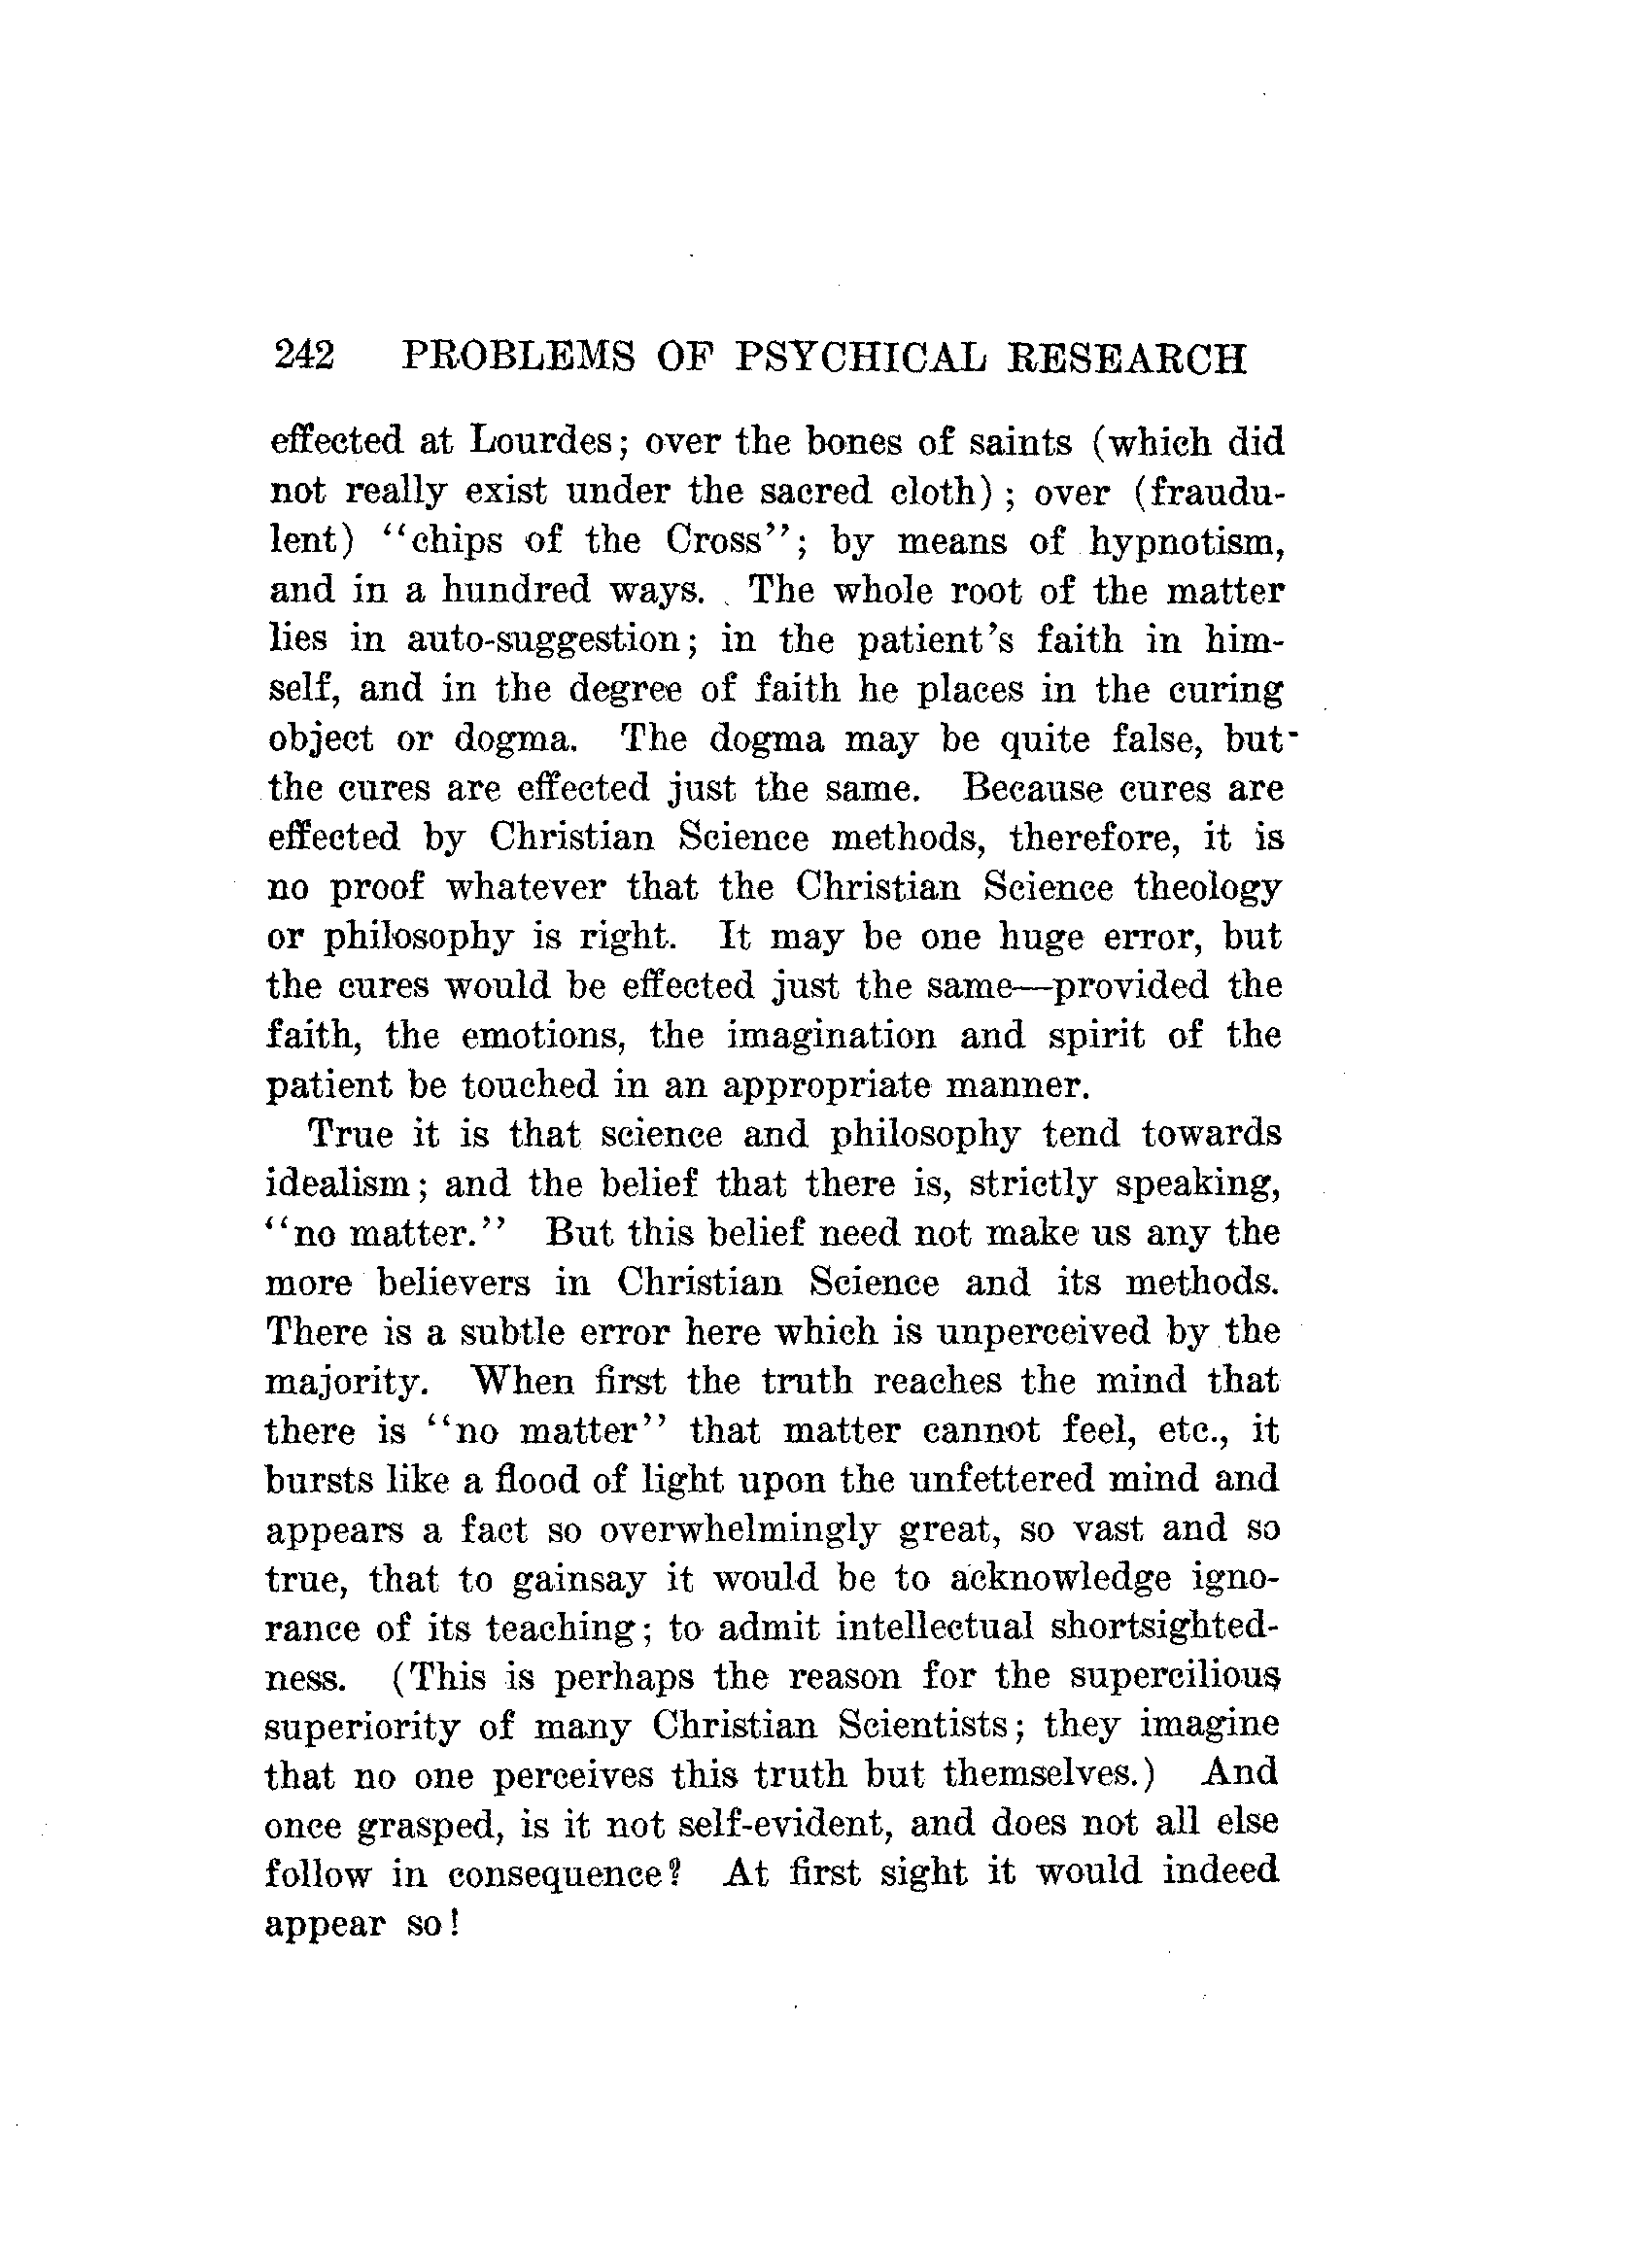 242 PROBLEMS OF PSYCHICAL RESEARCH
effected at Lourdes; over the bones of saints (which did
not really exist under the sacred cloth); over (fraudu-
lent) "chips of the Cross"; by means of hypnotism,
and in a hundred ways. The whole root of the matter
lies in auto-suggestion; in the patient's faith in him-
self, and in the degree of faith he places in the curing
object or dogma. The dogma may be quite false, but
the cures are effected just the same. Because cures are
effected by Christian Science methods, therefore, it is
no proof whatever that the Christian Science theology
or philosophy is right. It may be one huge error, but
the cures would be effected just the same—provided the
faith, the emotions, the imagination and spirit of the
patient be touched in an appropriate manner.
True it is that science and philosophy tend towards
idealism; and the belief that there is, strictly speaking,
"no matter." But this belief need not make us any the
more believers in Christian Science and its methods.
There is a subtle error here which is unperceived by the
majority. When first the truth reaches the mind that
there is "no matter" that matter cannot feel, etc., it
bursts like a flood of light upon the unfettered mind and
appears a fact so overwhelmingly great, so vast and so
true, that to gainsay it would be to acknowledge igno-
rance of its teaching; to admit intellectual shortsighted-
ness. (This is perhaps the reason for the supercilious
superiority of many Christian Scientists; they imagine
that no one perceives this truth but themselves.) And
once grasped, is it not self-evident, and does not all else
follow in consequence? At first sight it would indeed
appear so!